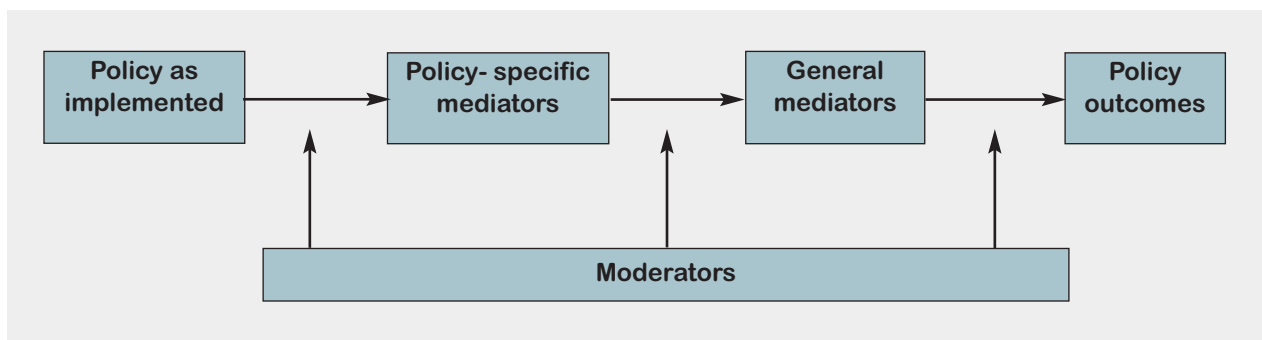 Policy as
implemented
Policy- specific
mediators
General
mediators
Policy
outcomes
Moderators